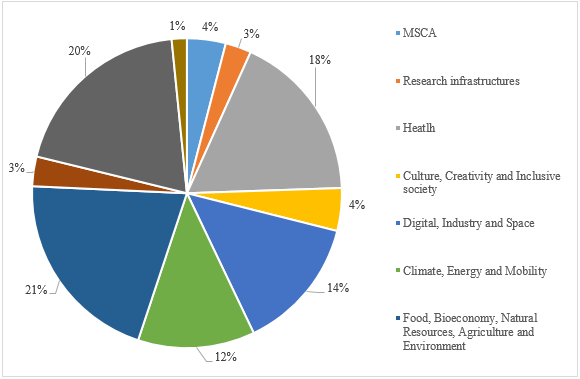 1%
4%
3%
20%
18%
3%
4%
21%
14%
12%
MSCA
Research infrastructures
Heatlh
Culture, Creativity and Inclusive
society
Digital, Industry and Space
Climate, Energy and Mobility
Food, Bioeconomy, Natural
Resources, Agriculture and
Environment